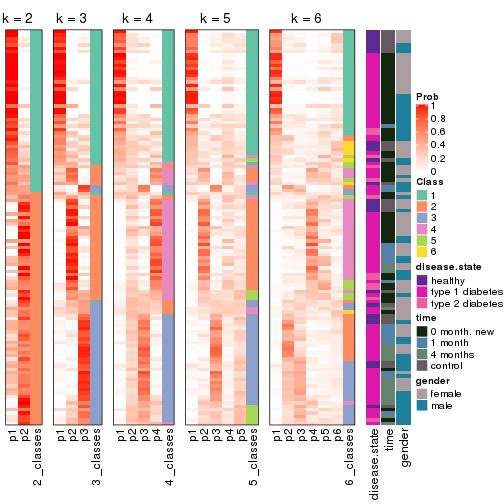 k = 2 k = 3 k = 4 k = 5 k = 6
Prob
1
0.8
0.6
0.4
0.2
0
Class
1
2
3
4
5
6
disease.state
healthy
type 1 diabetes
type 2 diabetes
time
0 month. new
1 month
4 months
control
gender
female
male
p1 p2 2_classes
p1 p2 p3 3_classes
p1 p2 p3 p4 4_classes
p1 p2 p3 p4 p5 5_classes
p1 p2 p3 p4 p5 p6 6_classes
disease.state time gender